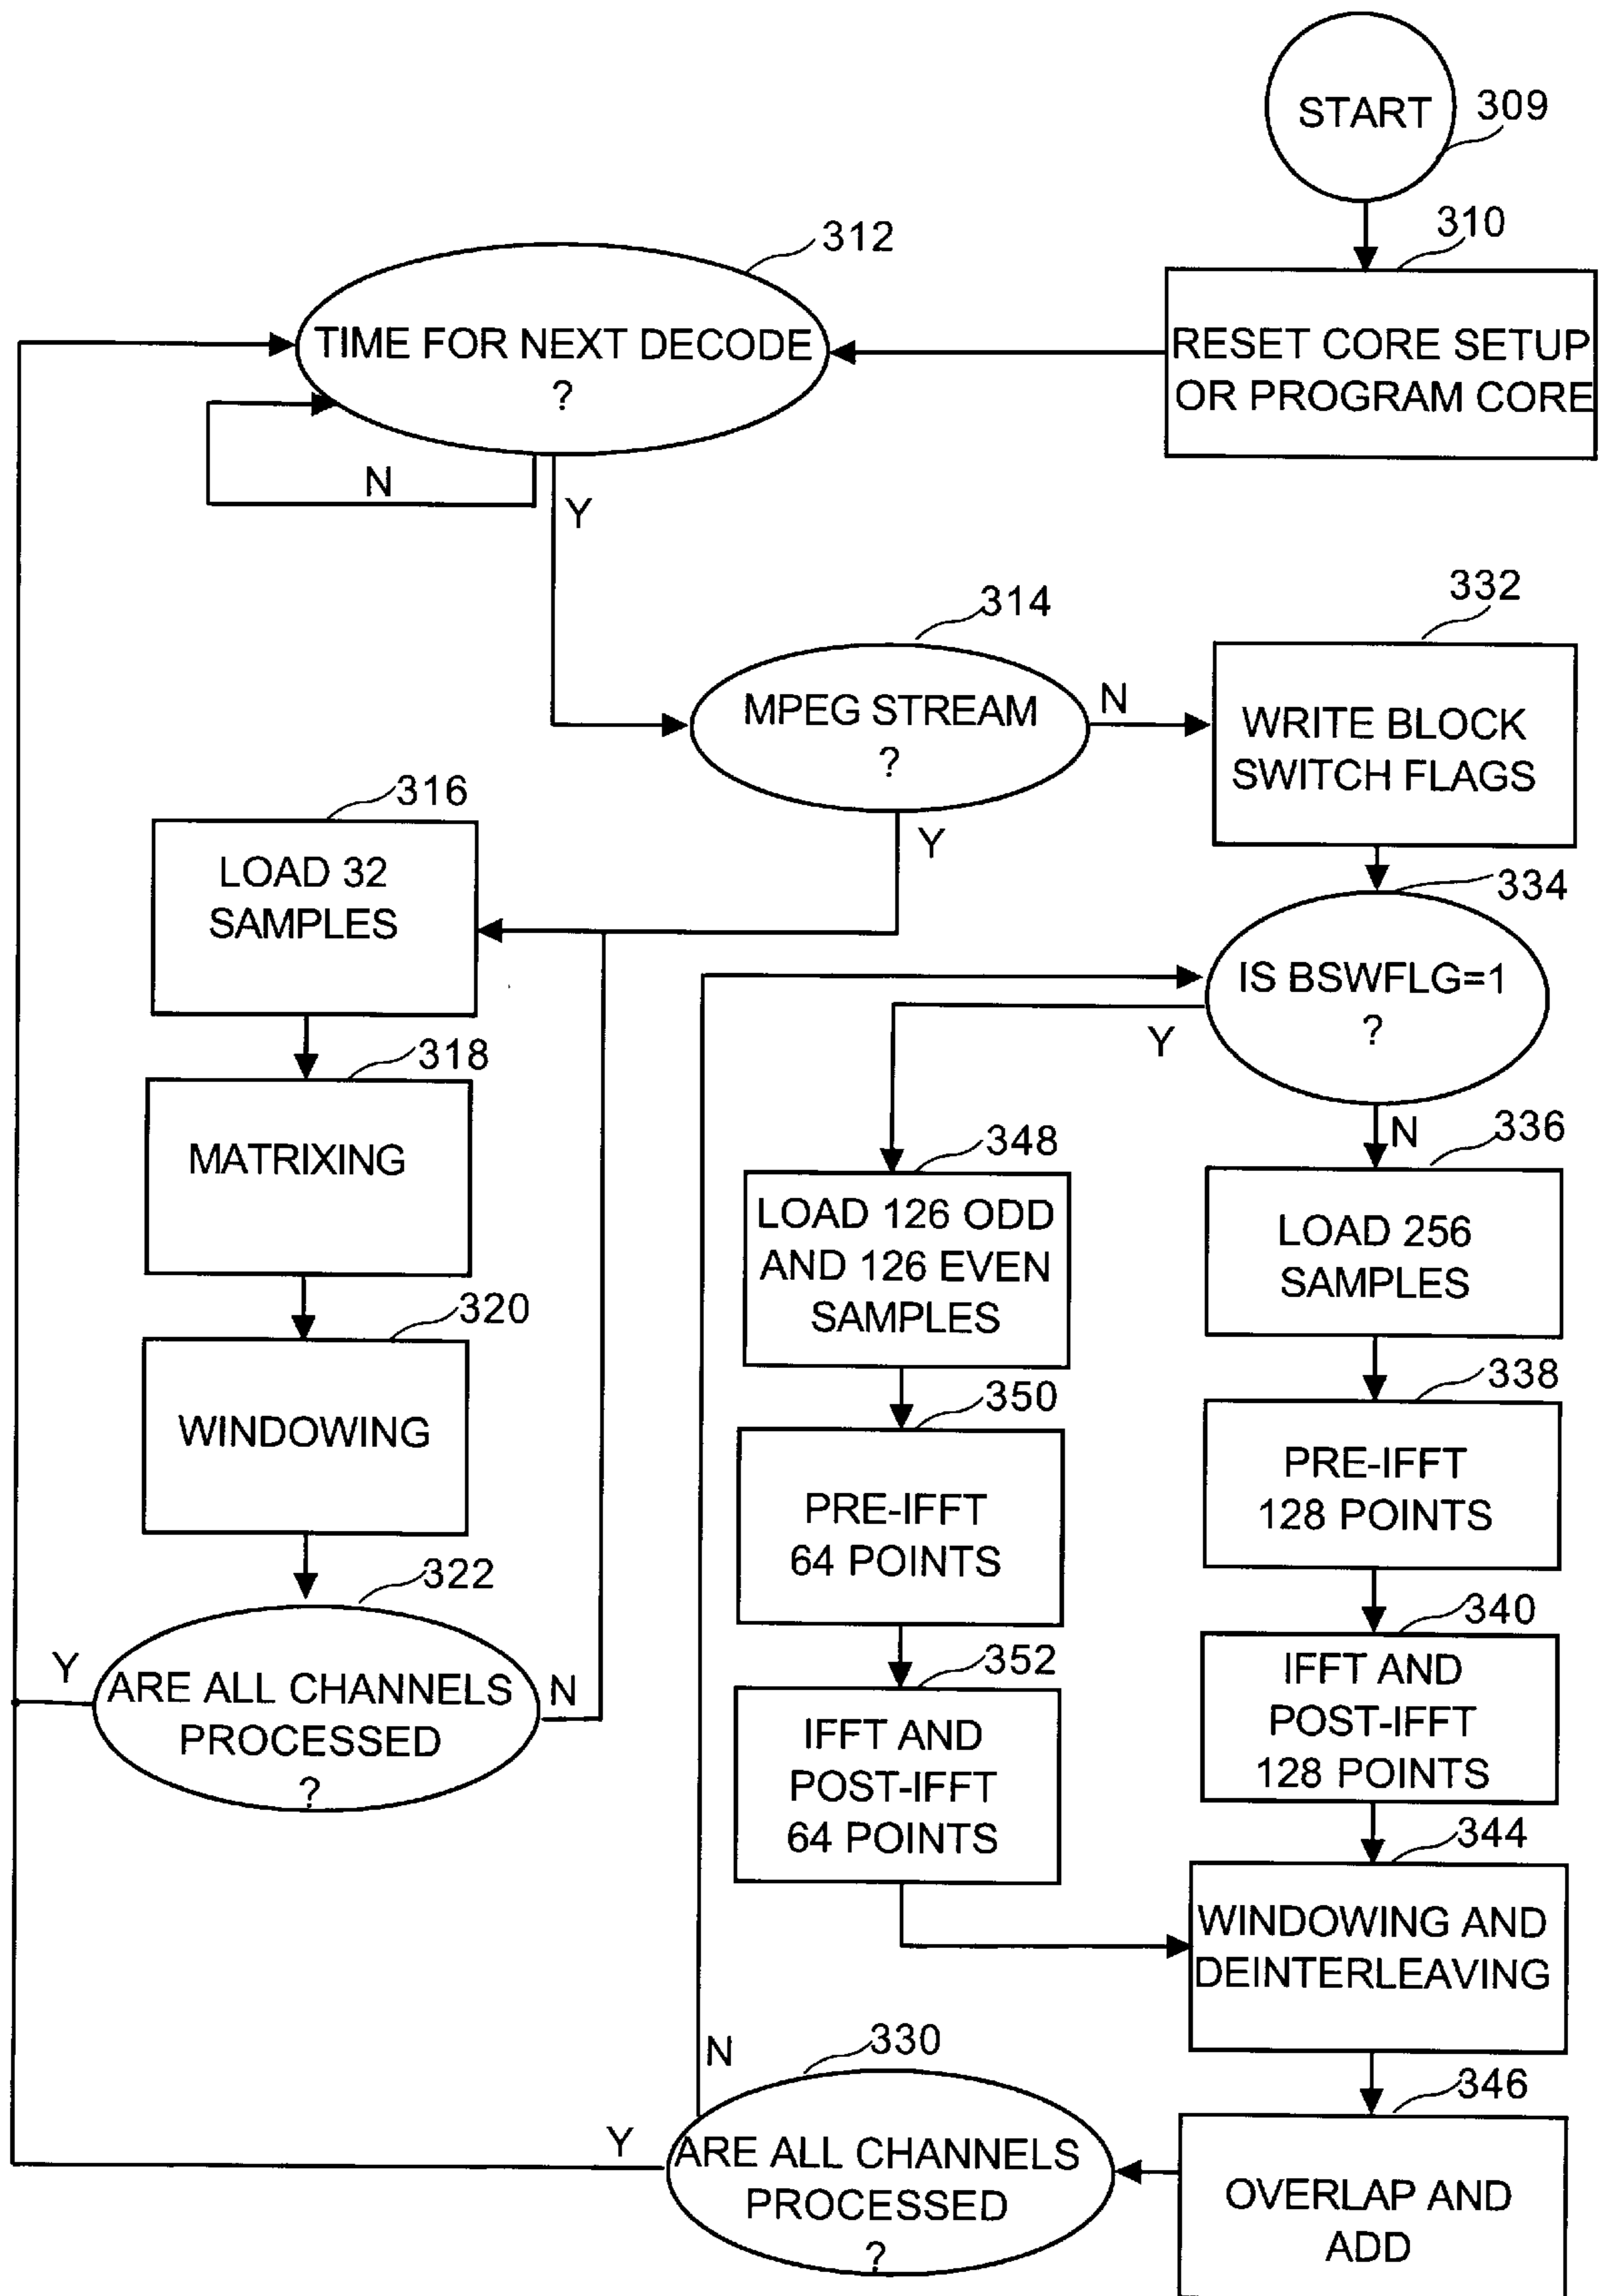 START
309
310
RESET CORE SETUP
OR PROGRAM CORE
312
TIME FOR NEXT DECODE
?
N
Y
314
MPEG STREAM
?
N
Y
332
WRITE BLOCK
SWITCH FLAGS
316
LOAD 32
SAMPLES
318
MATRIXING
320
WINDOWING
322
ARE ALL CHANNELS
PROCESSED
?
Y
N
334
IS BSWFLG=1
?
Y
N
348
LOAD 126 ODD
AND 126 EVEN
SAMPLES
350
PRE-IFFT
64 POINTS
352
IFFT AND
POST-IFFT
64 POINTS
336
LOAD 256
SAMPLES
338
PRE-IFFT
128 POINTS
340
IFFT AND
POST-IFFT
128 POINTS
344
WINDOWING AND
DEINTERLEAVING
346
OVERLAP AND
ADD
330
ARE ALL CHANNELS
PROCESSED
?
N
Y